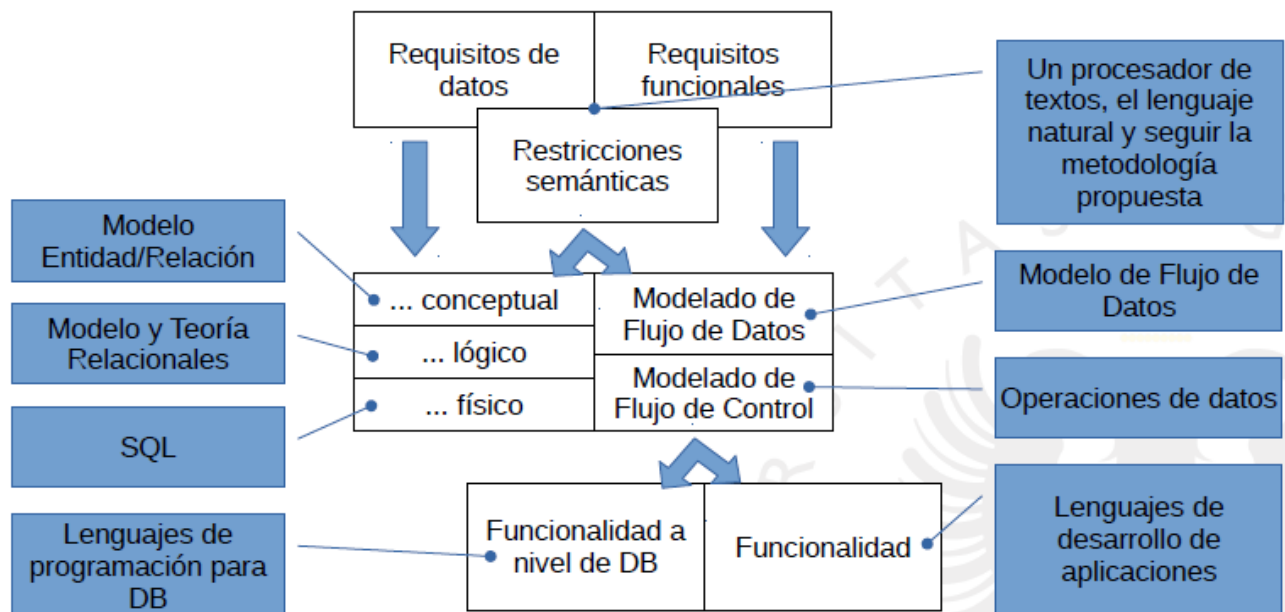 Requisitos de
datos
Requisitos
funcionales
Restricciones
semánticas
Un procesador de
textos, el lenguaje
natural y seguir la
metodología
propuesta
Modelo
Entidad/Relación
Modelo y Teoría
Relacionales
SQL
Lenguajes de
programación para
DB
... conceptual
... lógico
... físico
Modelado de
Flujo de Datos
Modelado de
Flujo de Control
Modelo de Flujo de
Datos
Operaciones de datos
Funcionalidad a
nivel de DB
Funcionalidad
Lenguajes de
desarrollo de
aplicaciones